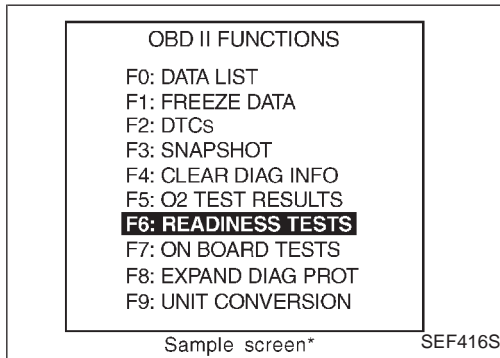 OBD II FUNCTIONS
F0: DATA LIST
F1: FREEZE DATA
F2: DTCs
F3: SNAPSHOT
F4: CLEAR DIAG INFO
F5: O2 TEST RESULTS
F6: READINESS TESTS
F7: ON BOARD TESTS
F8: EXPAND DIAG PROT
F9: UNIT CONVERSION
Sample screen*
SEF416S